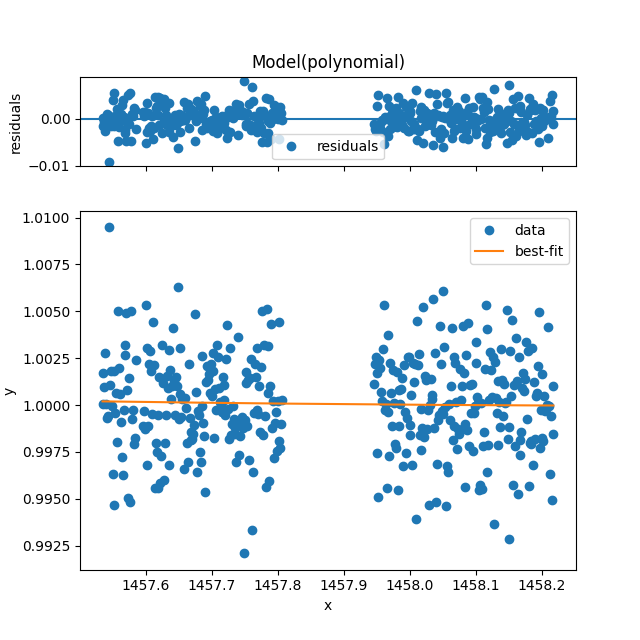 Model(polynomial)
residuals
0.00
−0.01
residuals
1.0100
1.0075
1.0050
1.0025
1.0000
0.9975
0.9950
0.9925
y
data
best-fit
1457.6 1457.7 1457.8 1457.9 1458.0 1458.1 1458.2
x